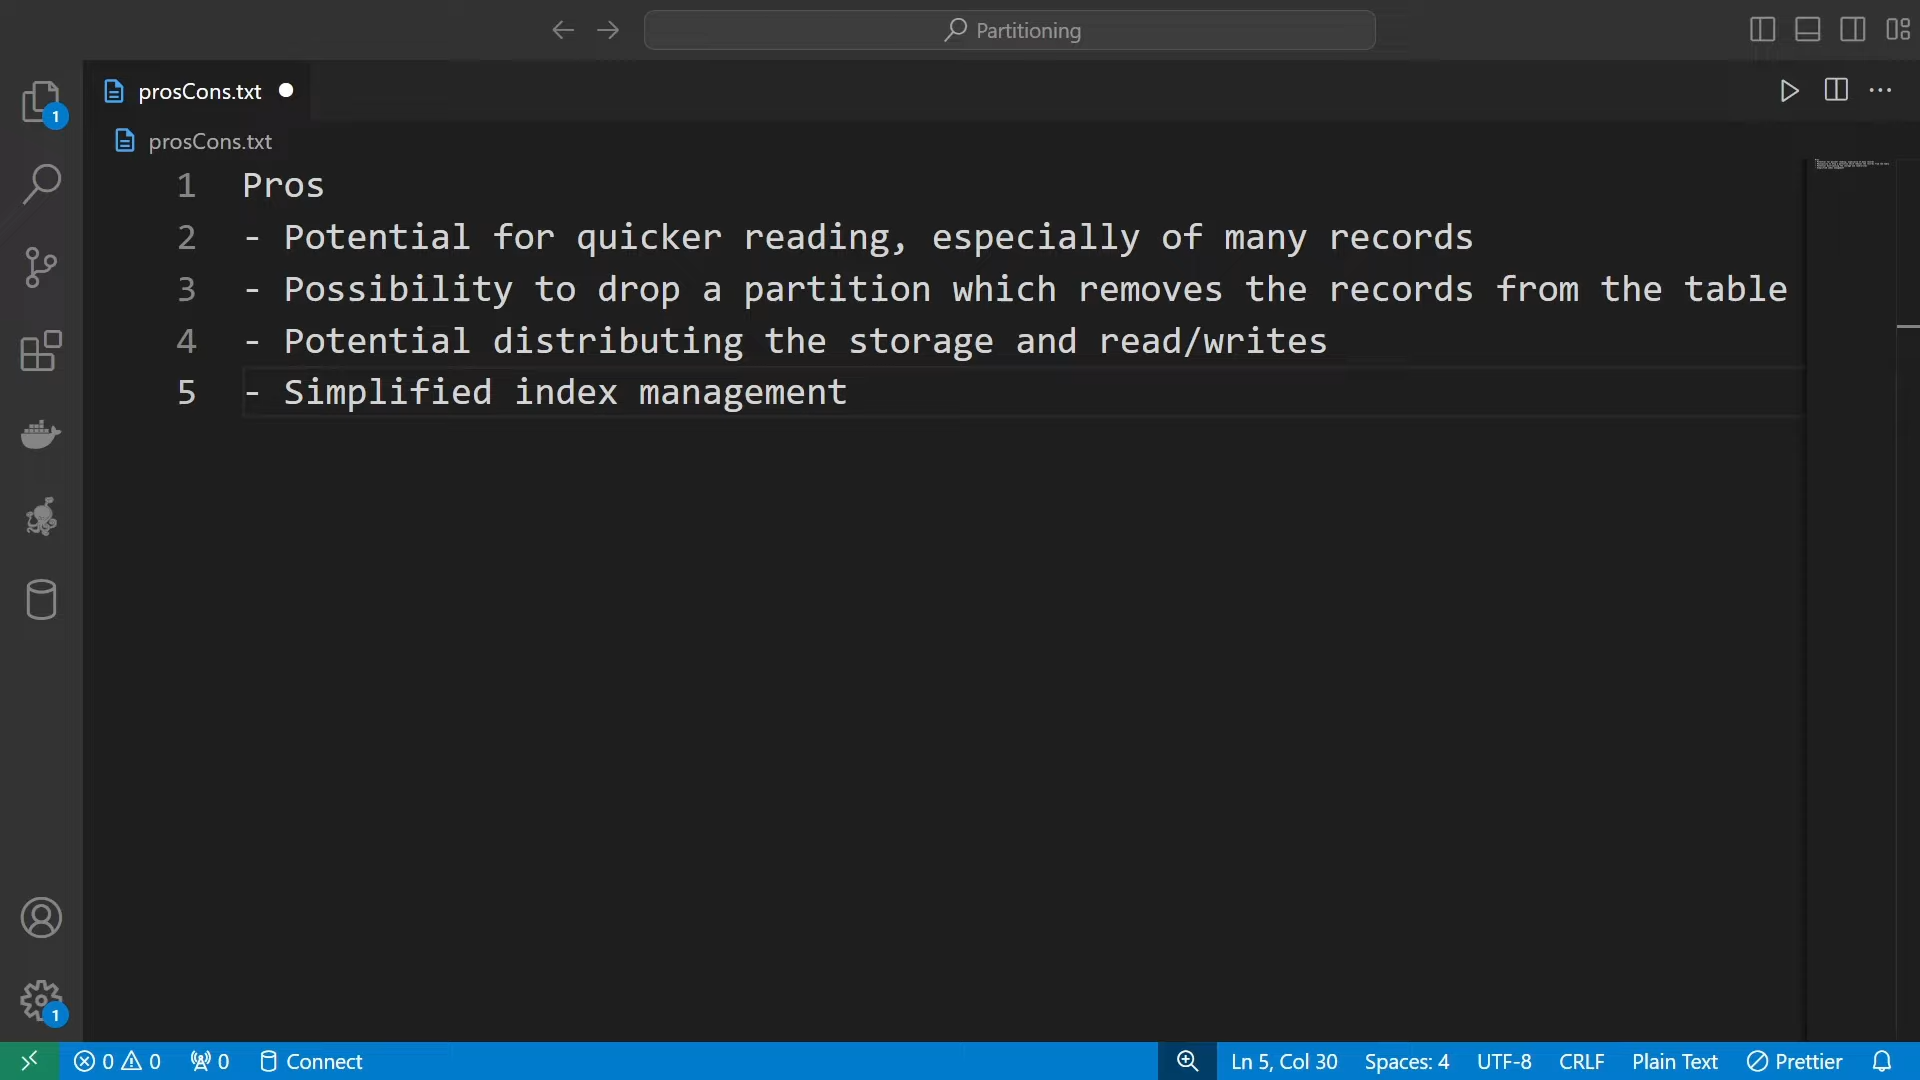 Partitioning
prosCons.txt
1
prosCons.txt
1 Pros
2 - Potential for quicker reading, especially of many records
3 - Possibility to drop a partition which removes the records from the table
4 - Potential distributing the storage and read/writes
5 - Simplified index management
1
0 0 0 Connect Ln 5, Col 30 Spaces: 4 UTF-8 CRLF Plain Text Prettier